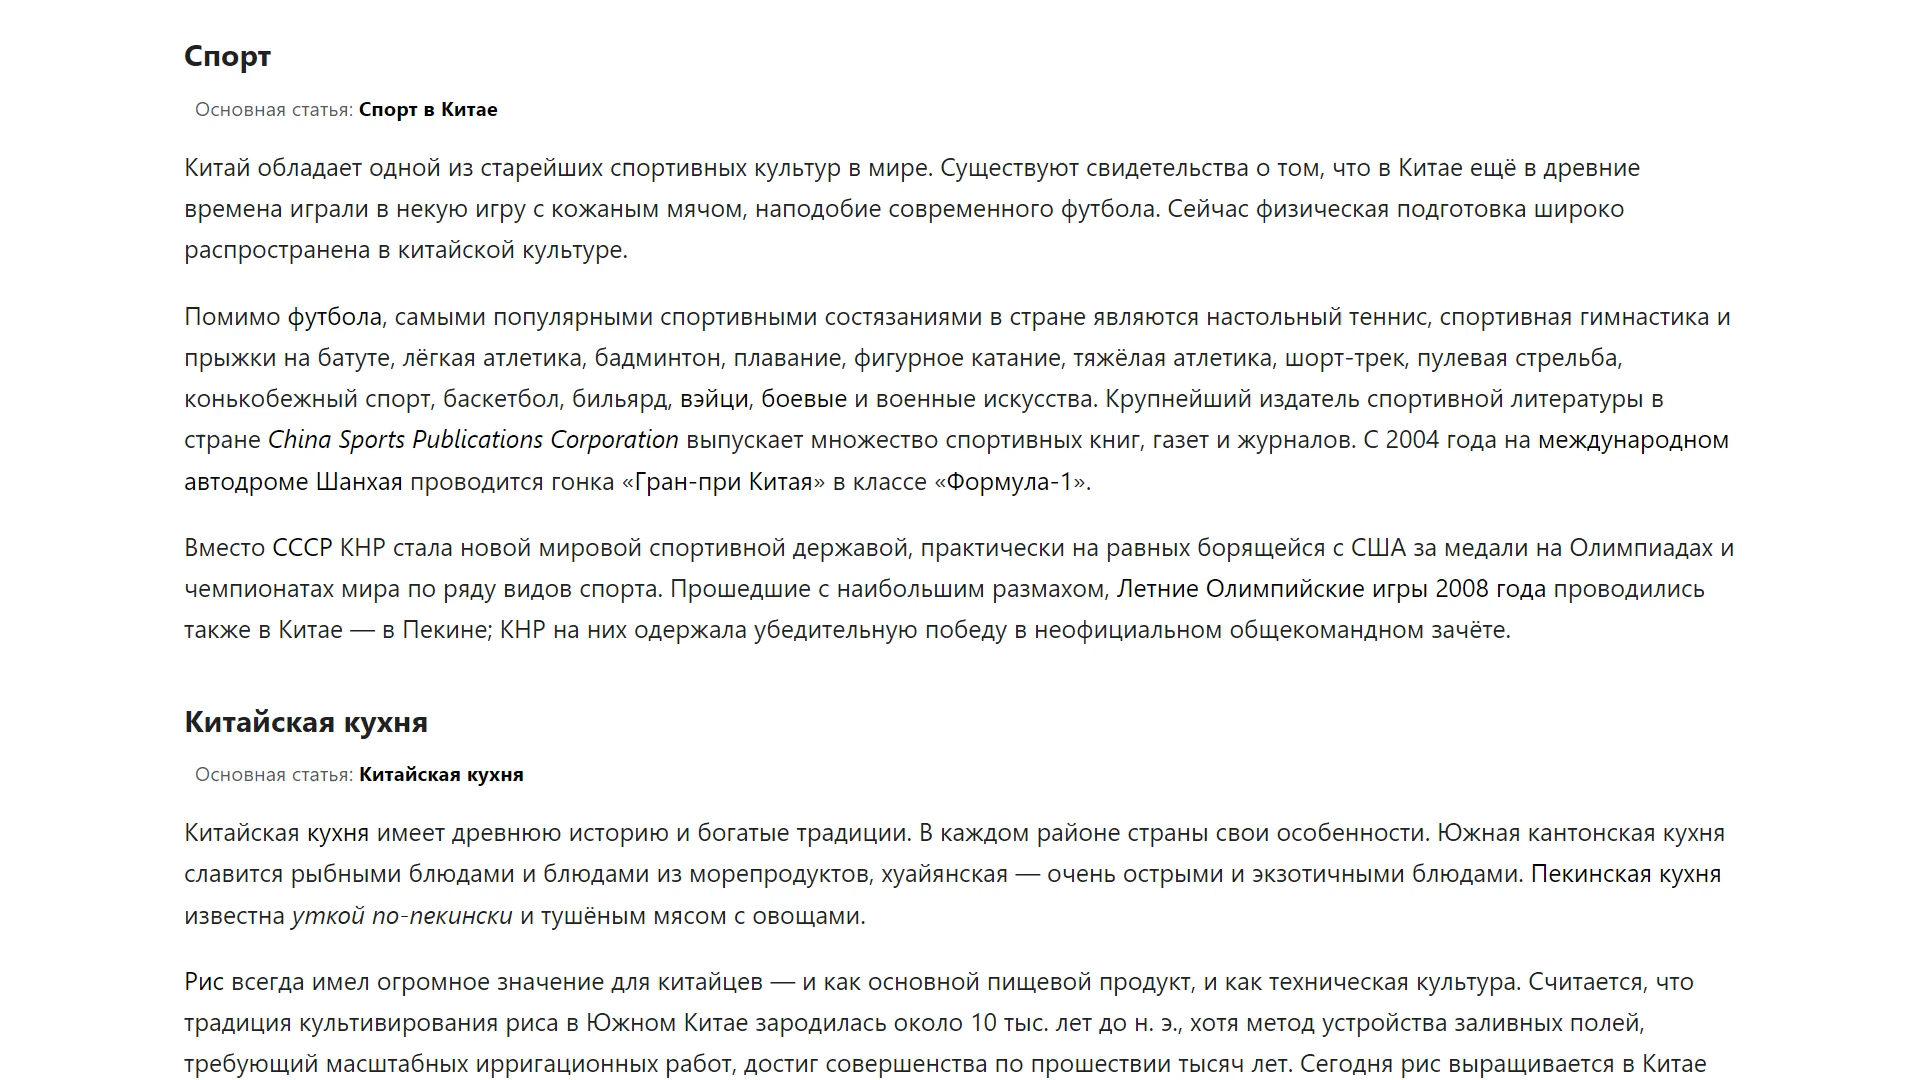 Спорт
Основная статья: Спорт в Китае
Китай обладает одной из старейших спортивных культур в мире. Существуют свидетельства о том, что в Китае ещё в древние
времена играли в некую игру с кожаным мячом, наподобие современного футбола. Сейчас физическая подготовка широко
распространена в китайской культуре.
Помимо футбола, самыми популярными спортивными состязаниями в стране являются настольный теннис, спортивная гимнастика и
прыжки на батуте, лёгкая атлетика, бадминтон, плавание, фигурное катание, тяжёлая атлетика, шорт-трек, пулевая стрельба,
конькобежный спорт, баскетбол, бильярд, вэйци, боевые и военные искусства. Крупнейший издатель спортивной литературы в
стране China Sports Publications Corporation выпускает множество спортивных книг, газет и журналов. С 2004 года на международном
автодроме Шанхая проводится гонка «Гран-при Китая» в классе «Формула-1».
Вместо СССР КНР стала новой мировой спортивной державой, практически на равных борящейся с США за медали на Олимпиадах и
чемпионатах мира по ряду видов спорта. Прошедшие с наибольшим размахом, Летние Олимпийские игры 2008 года проводились
также в Китае — в Пекине; КНР на них одержала убедительную победу в неофициальном общекомандном зачёте.
Китайская кухня
Основная статья: Китайская кухня
Китайская кухня имеет древнюю историю и богатые традиции. В каждом районе страны свои особенности. Южная кантонская кухня
славится рыбными блюдами и блюдами из морепродуктов, хуайянская — очень острыми и экзотичными блюдами. Пекинская кухня
известна уткой по-пекински и тушёным мясом с овощами.
Рис всегда имел огромное значение для китайцев — и как основной пищевой продукт, и как техническая культура. Считается, что
традиция культивирования риса в Южном Китае зародилась около 10 тыс. лет до н. э., хотя метод устройства заливных полей,
требующий масштабных ирригационных работ, достиг совершенства по прошествии тысяч лет. Сегодня рис выращивается в Китае